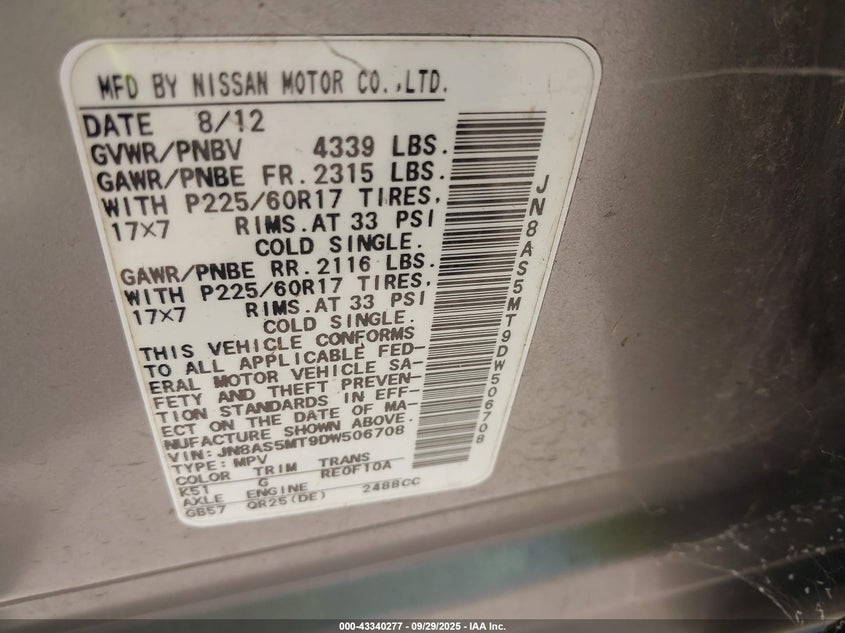 MFD BY NISSAN MOTOR CO.,LTD.
DATE 8/12
GVWR/PNBV 4339 LBS.
GAWR/PNBE FR.2315 LBS.
WITH P225/60R17 TIRES,
17×7 RIMS.AT 33 PSI
COLD SINGLE.
GAWR/PNBE RR.2116 LBS.
WITH P225/60R17 TIRES,
17×7 RIMS.AT 33 PSI
COLD SINGLE.
THIS VEHICLE CONFORMS
TO ALL APPLICABLE FED-
ERAL MOTOR VEHICLE SA-
FETY AND THEFT PREVEN-
TION STANDARDS IN EFF-
ECT ON THE DATE OF MA-
NUFACTURE SHOWN ABOVE.
VIN: JN8AS5MT9DW506708
TYPE: MPV
COLOR TRIM TRANS
K51 G RE0F10A
AXLE ENGINE
GB57 QR25(DE) 2488CC
JN8AS5MT9DW506708
000-43340277 - 09/29/2025 - IAA Inc.